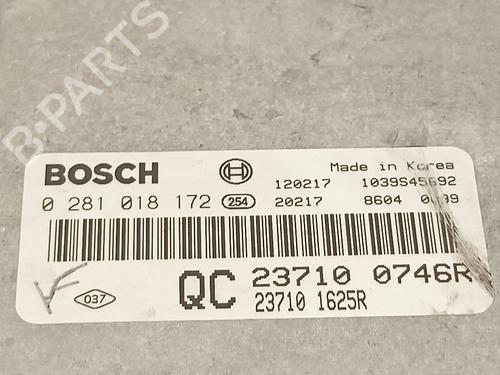 B-PARTS
BOSCH
Made in Korea
120217 1039S45692
0 281 018 172 254 20217 8604
QC 23710 0746R
037
23710 1625R